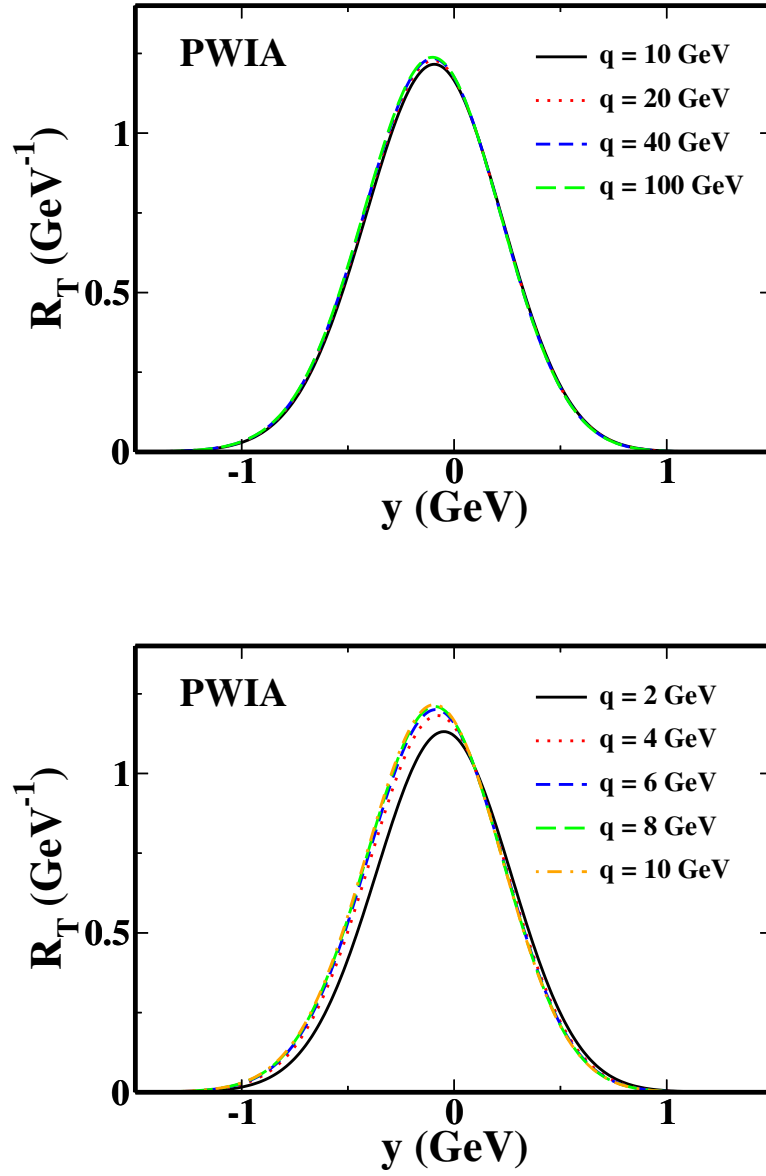 PWIA
q = 10 GeV
q = 20 GeV
q = 40 GeV
q = 100 GeV
1
0.5
0
R_T (GeV^-1)
-1 0 1
y (GeV)
PWIA
q = 2 GeV
q = 4 GeV
q = 6 GeV
q = 8 GeV
q = 10 GeV
1
0.5
0
R_T (GeV^-1)
-1 0 1
y (GeV)